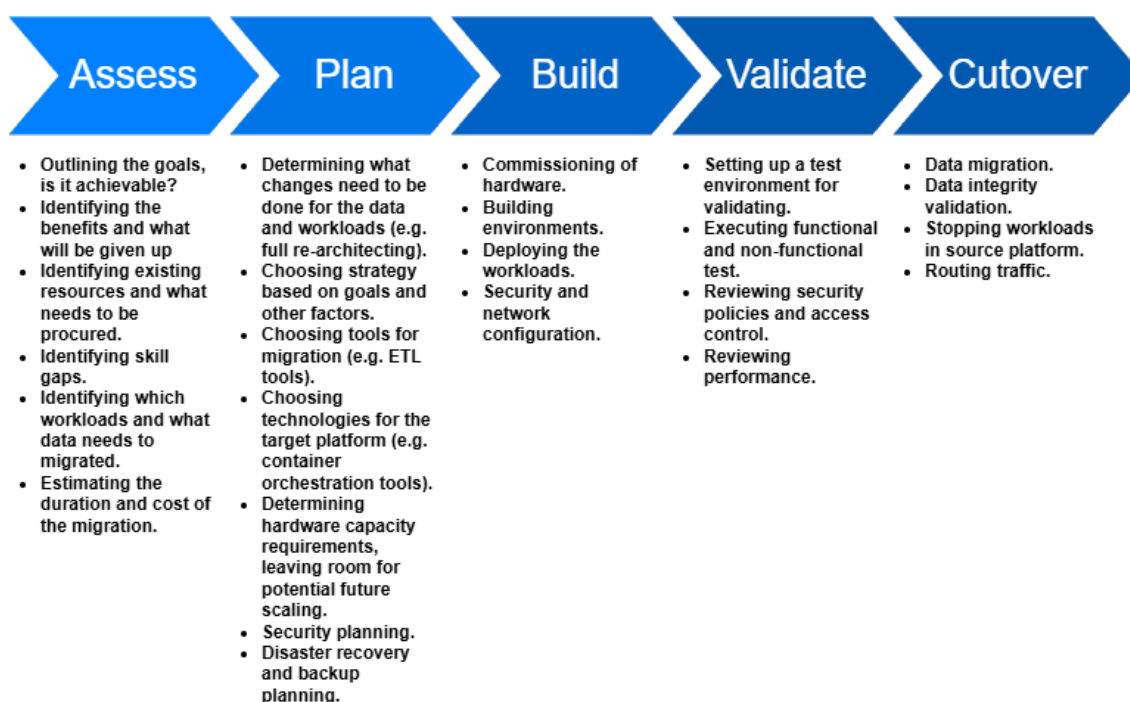 Assess
Plan
Build
Validate
Cutover
• Outlining the goals,
is it achievable?
• Identifying the
benefits and what
will be given up
• Identifying existing
resources and what
needs to be
procured.
• Identifying skill
gaps.
• Identifying which
workloads and what
data needs to
migrated.
• Estimating the
duration and cost of
the migration.
• Determining what
changes need to be
done for the data
and workloads (e.g.
full re-architecting).
• Choosing strategy
based on goals and
other factors.
• Choosing tools for
migration (e.g. ETL
tools).
• Choosing
technologies for the
target platform (e.g.
container
orchestration tools).
• Determining
hardware capacity
requirements,
leaving room for
potential future
scaling.
• Security planning.
• Disaster recovery
and backup
planning.
• Commissioning of
hardware.
• Building
environments.
• Deploying the
workloads.
• Security and
network
configuration.
• Setting up a test
environment for
validating.
• Executing functional
and non-functional
test.
• Reviewing security
policies and access
control.
• Reviewing
performance.
• Data migration.
• Data integrity
validation.
• Stopping workloads
in source platform.
• Routing traffic.